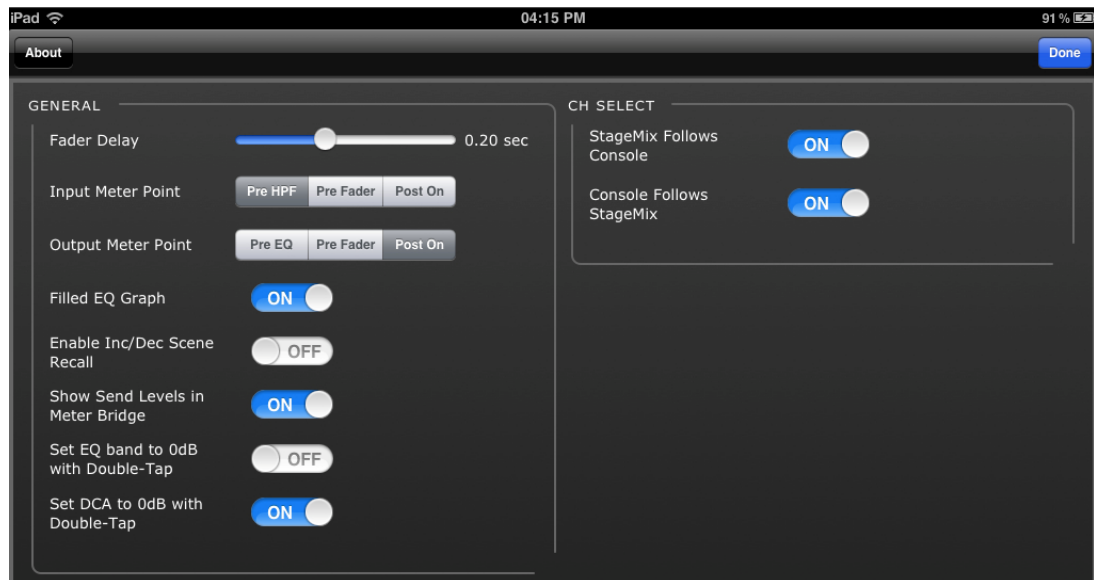 iPad 04:15 PM 91%
About Done
GENERAL
Fader Delay 0.20 sec
Input Meter Point Pre HPF Pre Fader Post On
Output Meter Point Pre EQ Pre Fader Post On
Filled EQ Graph ON
Enable Inc/Dec Scene
Recall
OFF
Show Send Levels in
Meter Bridge
ON
Set EQ band to 0dB
with Double-Tap
OFF
Set DCA to 0dB with
Double-Tap
ON
CH SELECT
StageMix Follows
Console
ON
Console Follows
StageMix
ON